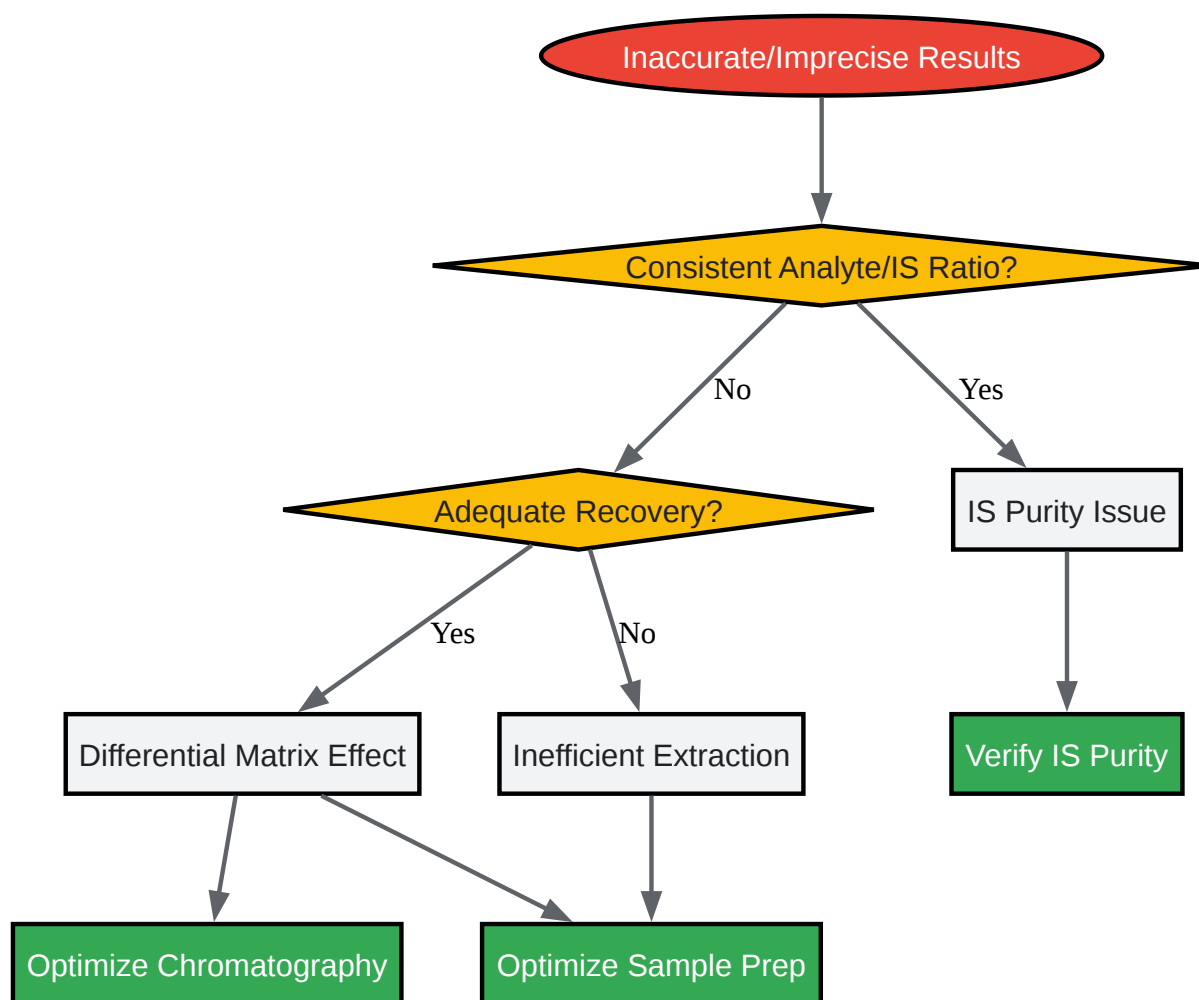 Inaccurate/Imprecise Results
Consistent Analyte/IS Ratio?
No
Yes
Adequate Recovery?
IS Purity Issue
Yes
No
Differential Matrix Effect
Inefficient Extraction
Verify IS Purity
Optimize Chromatography
Optimize Sample Prep